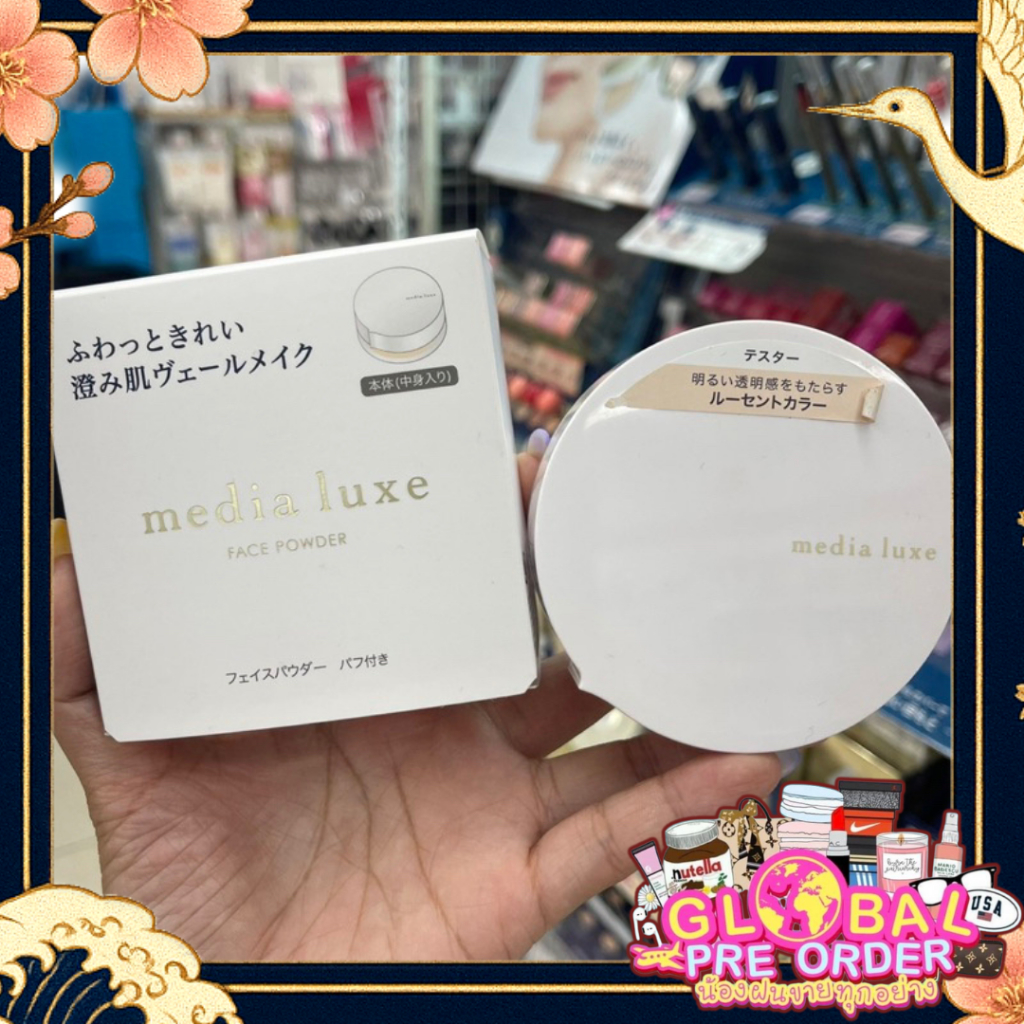 ふわっときれい
澄み肌ヴェールメイク
media luxe
本体(中身入り)
media luxe
FACE POWDER
フェイスパウダー パフ付き
テスター
明るい透明感をもたらす
ルーセントカラー
media luxe
nutella
USA
GLOBAL
PRE ORDER
น้องฝนขายทุกอย่าง